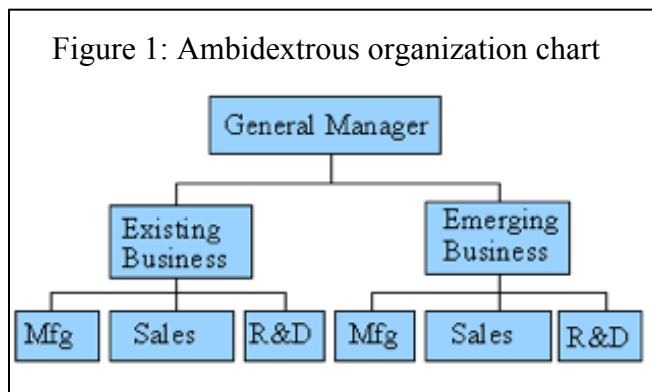 Figure 1: Ambidextrous organization chart
General Manager
Existing
Business
Emerging
Business
Mfg
Sales
R&D
Mfg
Sales
R&D